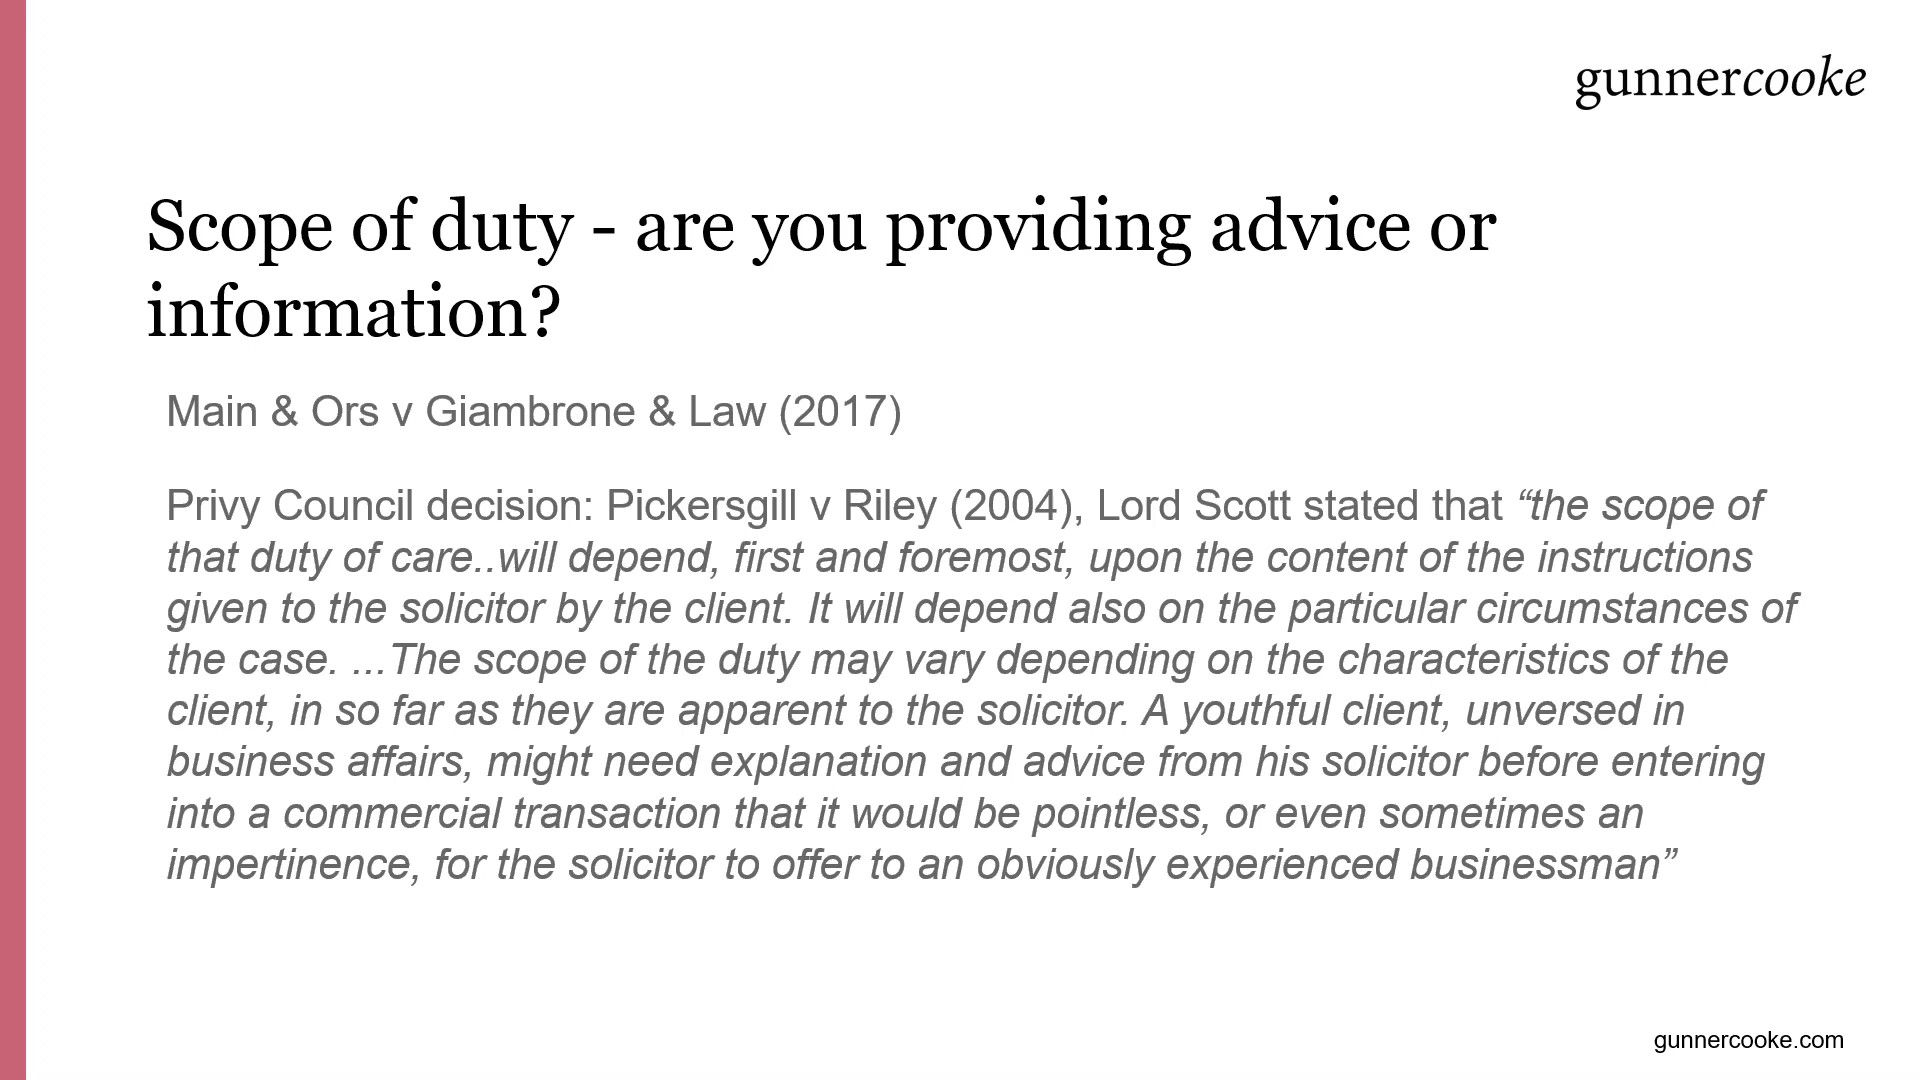 gunnercooke
Scope of duty - are you providing advice or
information?
Main & Ors v Giambrone & Law (2017)
Privy Council decision: Pickersgill v Riley (2004), Lord Scott stated that “the scope of
that duty of care..will depend, first and foremost, upon the content of the instructions
given to the solicitor by the client. It will depend also on the particular circumstances of
the case. ...The scope of the duty may vary depending on the characteristics of the
client, in so far as they are apparent to the solicitor. A youthful client, unversed in
business affairs, might need explanation and advice from his solicitor before entering
into a commercial transaction that it would be pointless, or even sometimes an
impertinence, for the solicitor to offer to an obviously experienced businessman”
gunnercooke.com